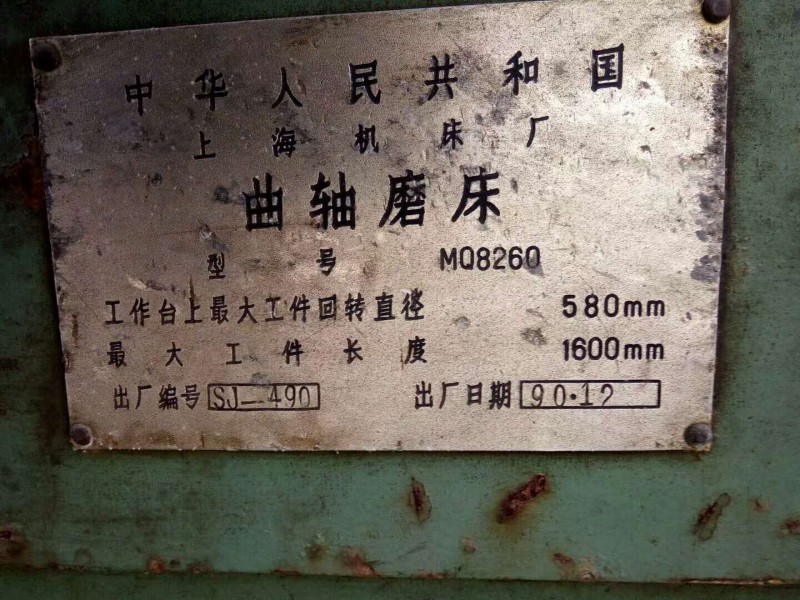 中华人民共和国
上海机床厂
曲轴磨床
型号 MQ8260
工作台上最大工件回转直径 580mm
最大工件长度 1600mm
出厂编号 SJ-490 出厂日期 90·12